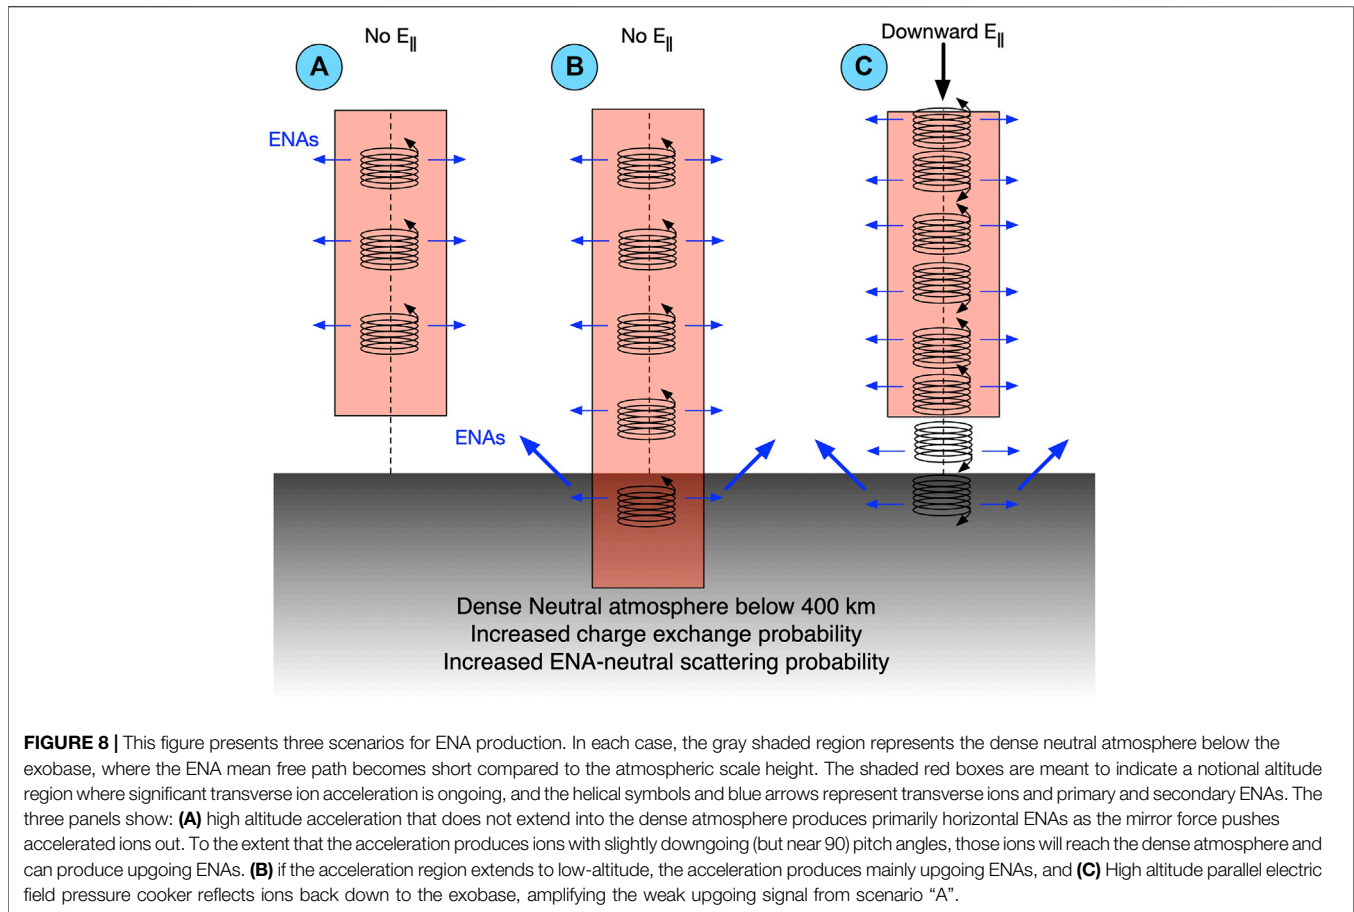 No E||
No E||
Downward E||
A
B
C
ENAs
ENAs
Dense Neutral atmosphere below 400 km
Increased charge exchange probability
Increased ENA-neutral scattering probability
FIGURE 8 | This figure presents three scenarios for ENA production. In each case, the gray shaded region represents the dense neutral atmosphere below the
exobase, where the ENA mean free path becomes short compared to the atmospheric scale height. The shaded red boxes are meant to indicate a notional altitude
region where significant transverse ion acceleration is ongoing, and the helical symbols and blue arrows represent transverse ions and primary and secondary ENAs. The
three panels show: (A) high altitude acceleration that does not extend into the dense atmosphere produces primarily horizontal ENAs as the mirror force pushes
accelerated ions out. To the extent that the acceleration produces ions with slightly downgoing (but near 90) pitch angles, those ions will reach the dense atmosphere and
can produce upgoing ENAs. (B) if the acceleration region extends to low-altitude, the acceleration produces mainly upgoing ENAs, and (C) High altitude parallel electric
field pressure cooker reflects ions back down to the exobase, amplifying the weak upgoing signal from scenario “A”.